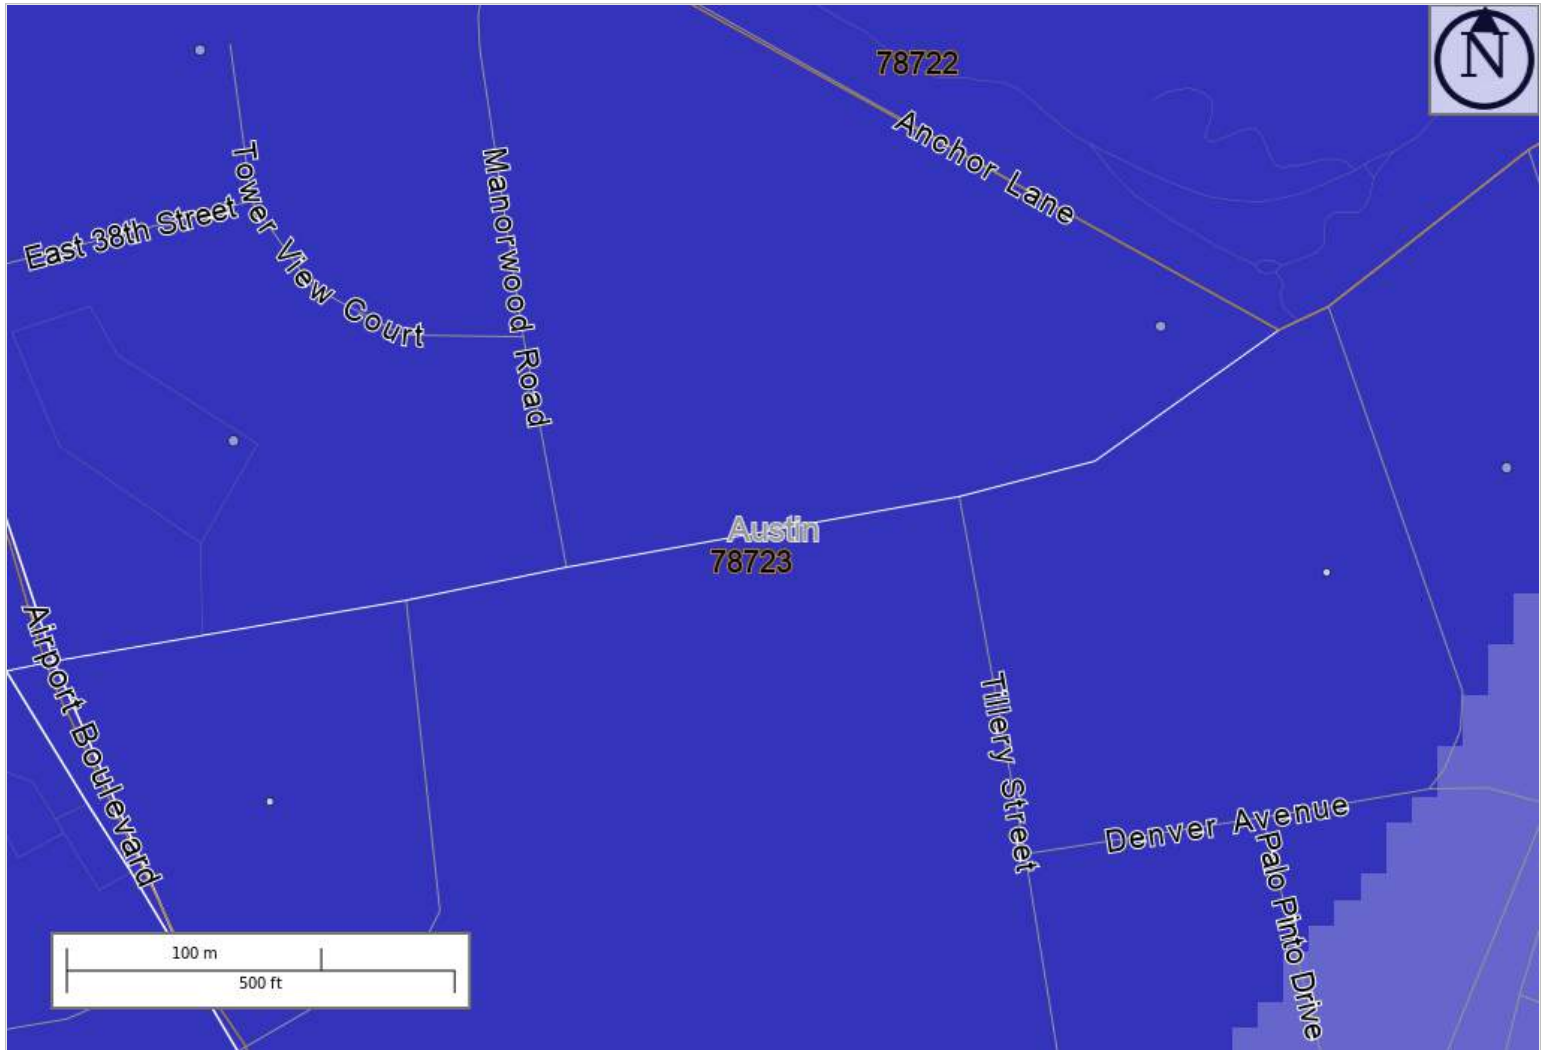 78722
N
Anchor Lane
Tower View Court
Manorwood Road
East 38th Street
Austin
78723
Airport Boulevard
Tillery Street
Denver Avenue
Palo Pinto Drive
100 m
500 ft